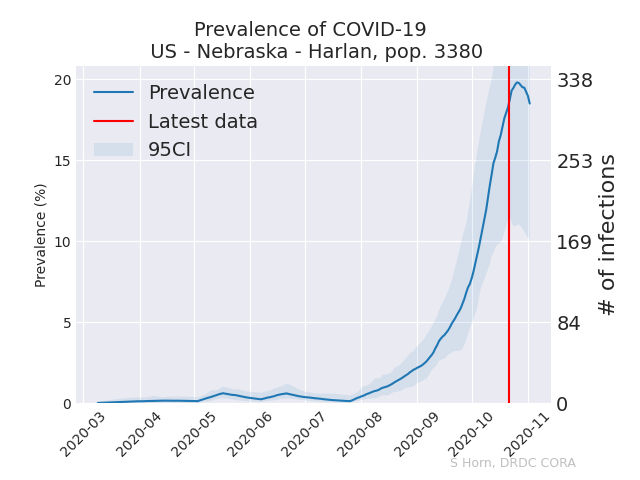 Prevalence of COVID-19
US - Nebraska - Harlan, pop. 3380
Prevalence
Latest data
95CI
Prevalence (%)
20
15
10
5
0
338
253
169
84
0
# of infections
2020-03
2020-04
2020-05
2020-06
2020-07
2020-08
2020-09
2020-10
2020-11
S Horn, DRDC CORA